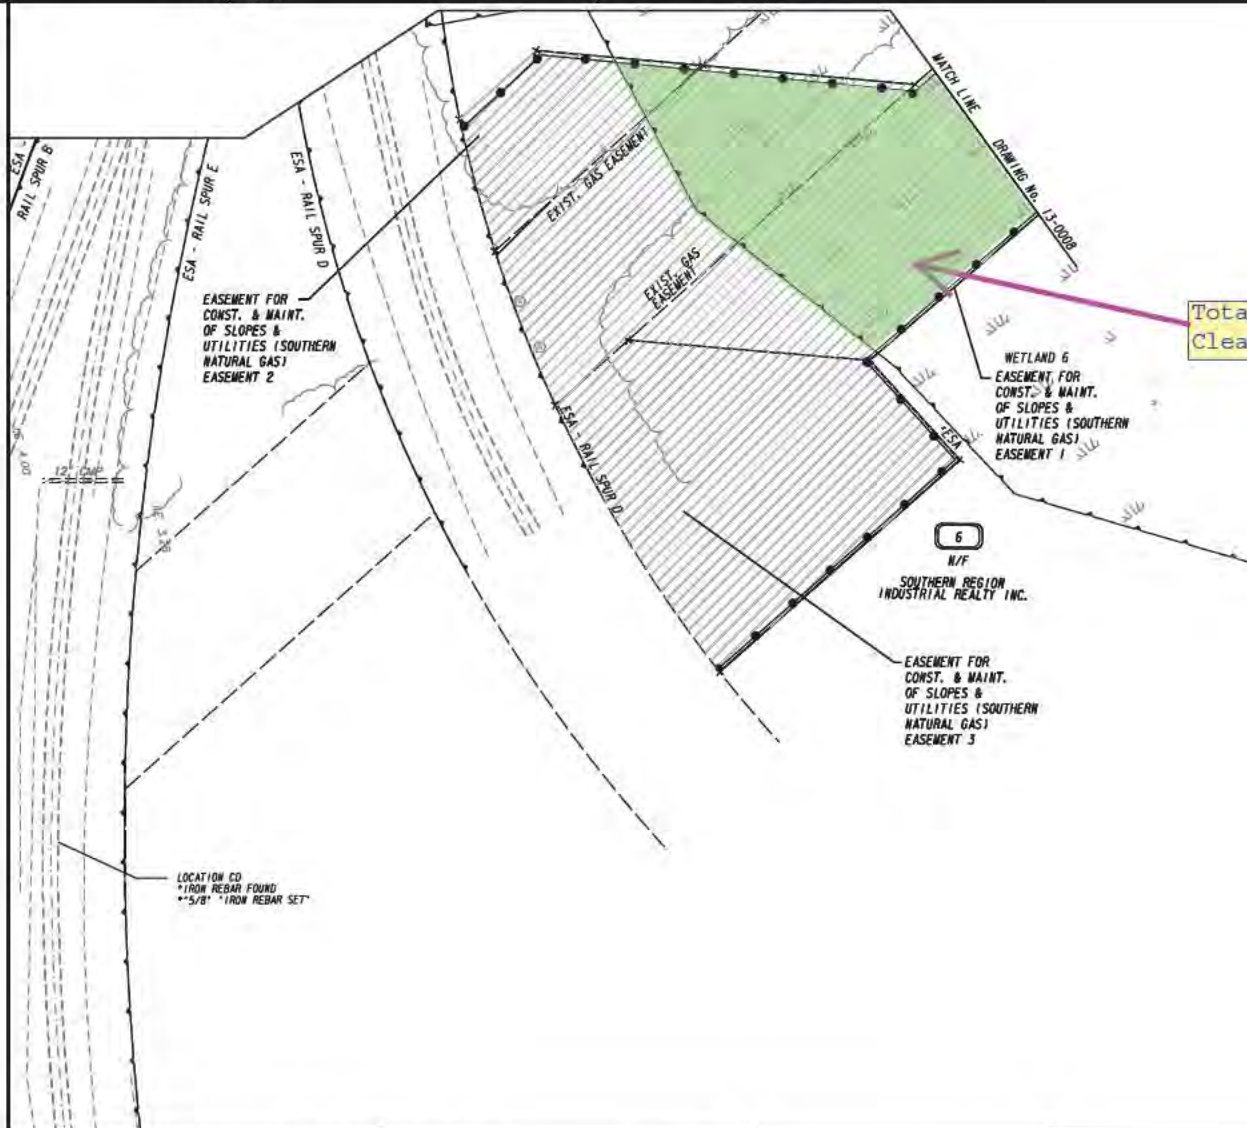 MATCH LINE
DRAWING No. 13-0008
ESA -
RAIL SPUR B
ESA - RAIL SPUR E
ESA - RAIL SPUR D
EXIST. GAS EASEMENT
EXIST. GAS
EASEMENT
EASEMENT FOR
CONST. & MAINT.
OF SLOPES &
UTILITIES (SOUTHERN
NATURAL GAS)
EASEMENT 2
Tota
Clea
WETLAND 6
EASEMENT FOR
CONST. & MAINT.
OF SLOPES &
UTILITIES (SOUTHERN
NATURAL GAS)
EASEMENT 1
ESA
ESA - RAIL SPUR D
12" CMP
6
N/F
SOUTHERN REGION
INDUSTRIAL REALTY INC.
EASEMENT FOR
CONST. & MAINT.
OF SLOPES &
UTILITIES (SOUTHERN
NATURAL GAS)
EASEMENT 3
LOCATION CD
*IRON REBAR FOUND
**5/8" "IRON REBAR SET"